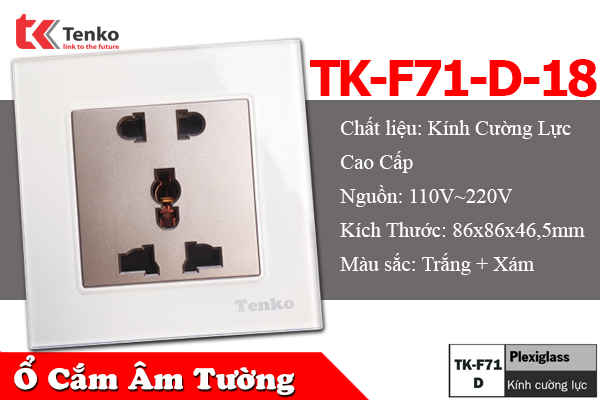 tk Tenko
link to the future
TK-F71-D-18
Chất liệu: Kính Cường Lực
Cao Cấp
Nguồn: 110V~220V
Kích Thước: 86x86x46,5mm
Màu sắc: Trắng + Xám
Tenko
Ổ Cắm Âm Tường
TK-F71
D
Plexiglass
Kính cường lực